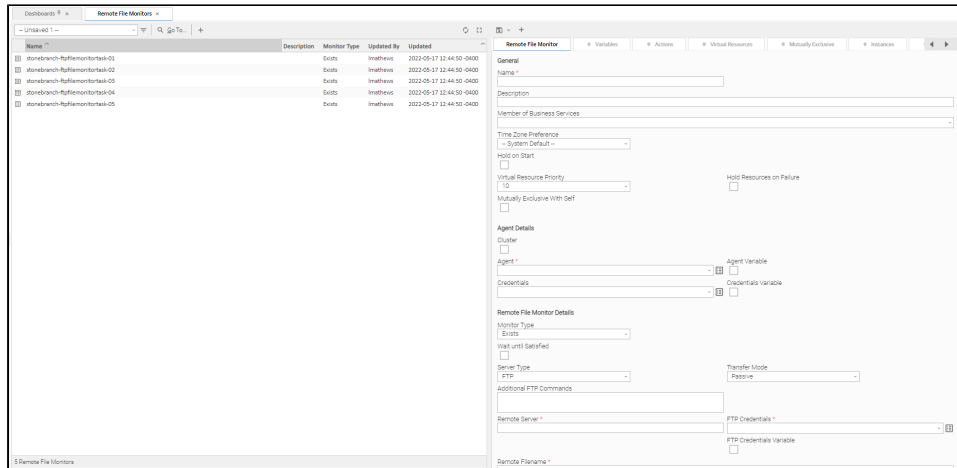 Dashboards ×
Remote File Monitors ×
-- Unsaved 1 --
Go To...
Name Description Monitor Type Updated By Updated
stonebranch-ftpfilemonitortask-01 Exists lmathews 2022-05-17 12:44:50 -0400
stonebranch-ftpfilemonitortask-02 Exists lmathews 2022-05-17 12:44:50 -0400
stonebranch-ftpfilemonitortask-03 Exists lmathews 2022-05-17 12:44:50 -0400
stonebranch-ftpfilemonitortask-04 Exists lmathews 2022-05-17 12:44:50 -0400
stonebranch-ftpfilemonitortask-05 Exists lmathews 2022-05-17 12:44:50 -0400
5 Remote File Monitors
Remote File Monitor Variables Actions Virtual Resources Mutually Exclusive Instances
General
Name *
Description
Member of Business Services
Time Zone Preference
-- System Default --
Hold on Start
Virtual Resource Priority Hold Resources on Failure
10
Mutually Exclusive With Self
Agent Details
Cluster
Agent * Agent Variable
Credentials Credentials Variable
Remote File Monitor Details
Monitor Type
Exists
Wait until Satisfied
Server Type Transfer Mode
FTP Passive
Additional FTP Commands
Remote Server * FTP Credentials *
FTP Credentials Variable
Remote Filename *